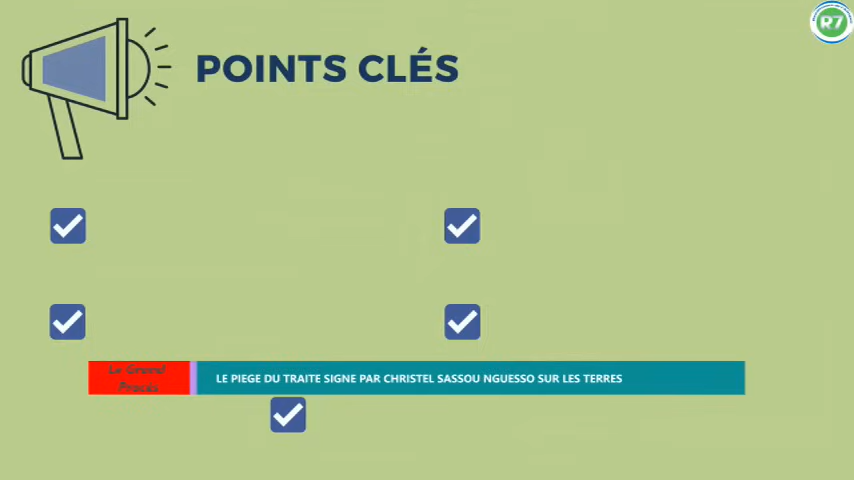 R7
POINTS CLÉS
Le Grand
Procès
LE PIEGE DU TRAITE SIGNE PAR CHRISTEL SASSOU NGUESSO SUR LES TERRES